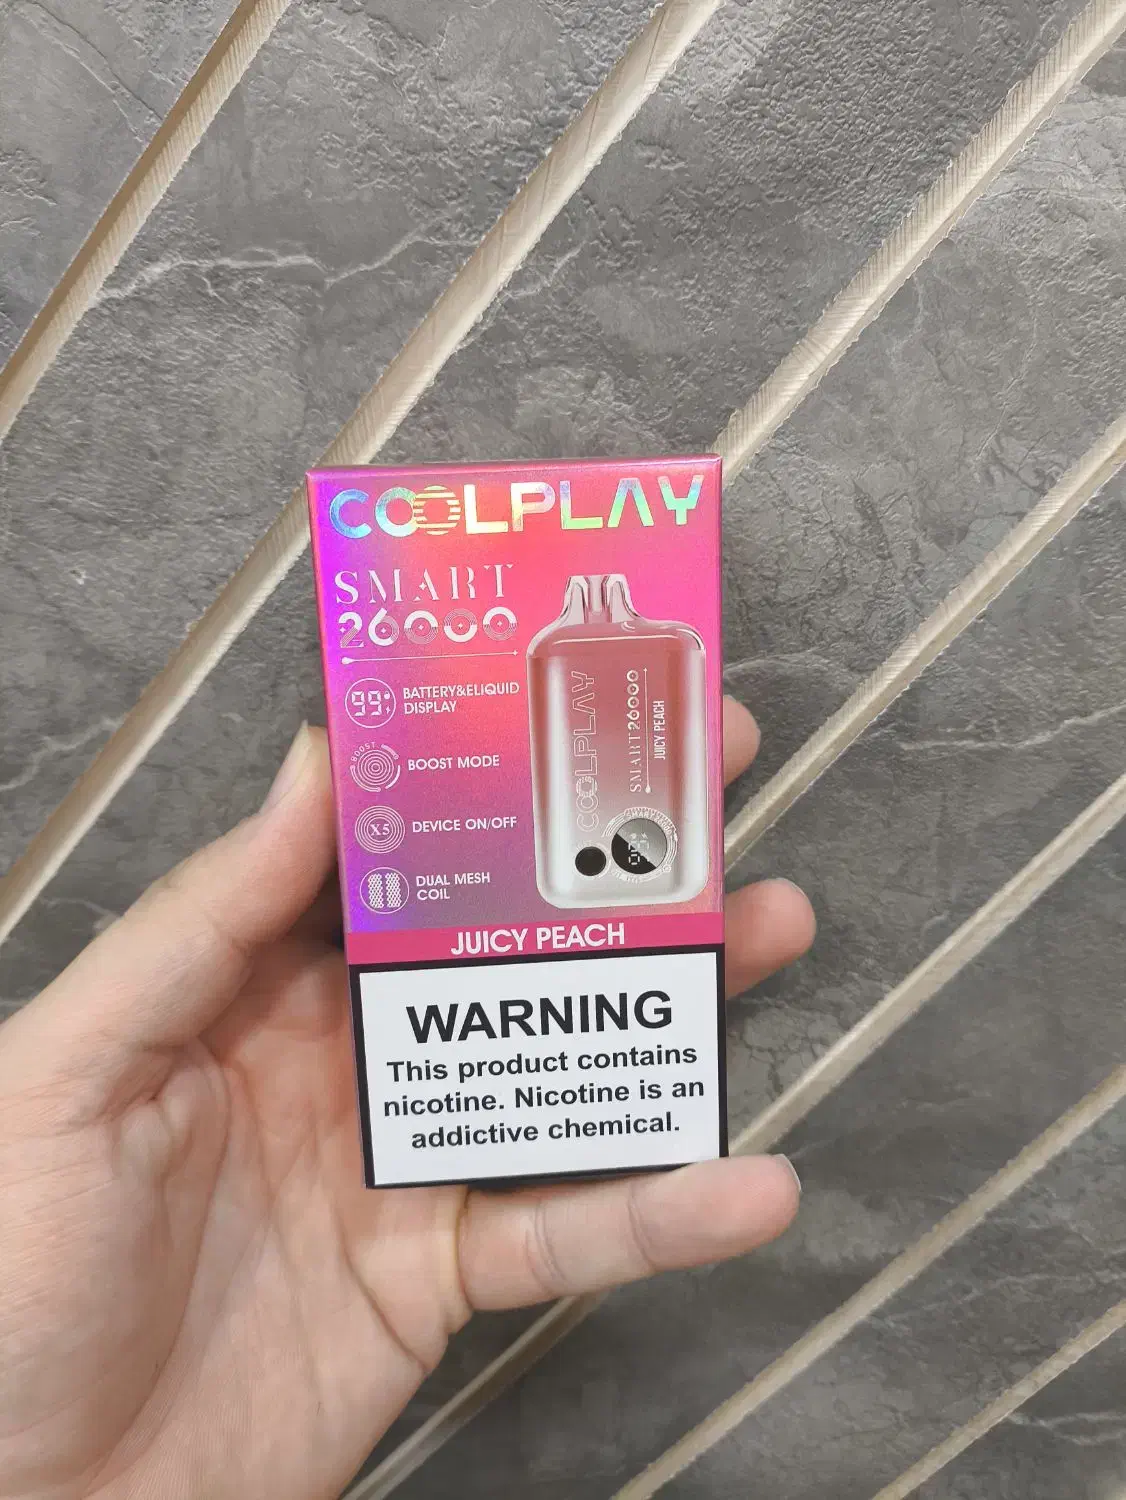 COOLPLAY
SMART
26000
99
BATTERY&ELIQUID
DISPLAY
BOOST
BOOST MODE
X5
DEVICE ON/OFF
DUAL MESH
COIL
COOLPLAY
SMART 26000
JUICY PEACH
JUICY PEACH
WARNING
This product contains
nicotine. Nicotine is an
addictive chemical.